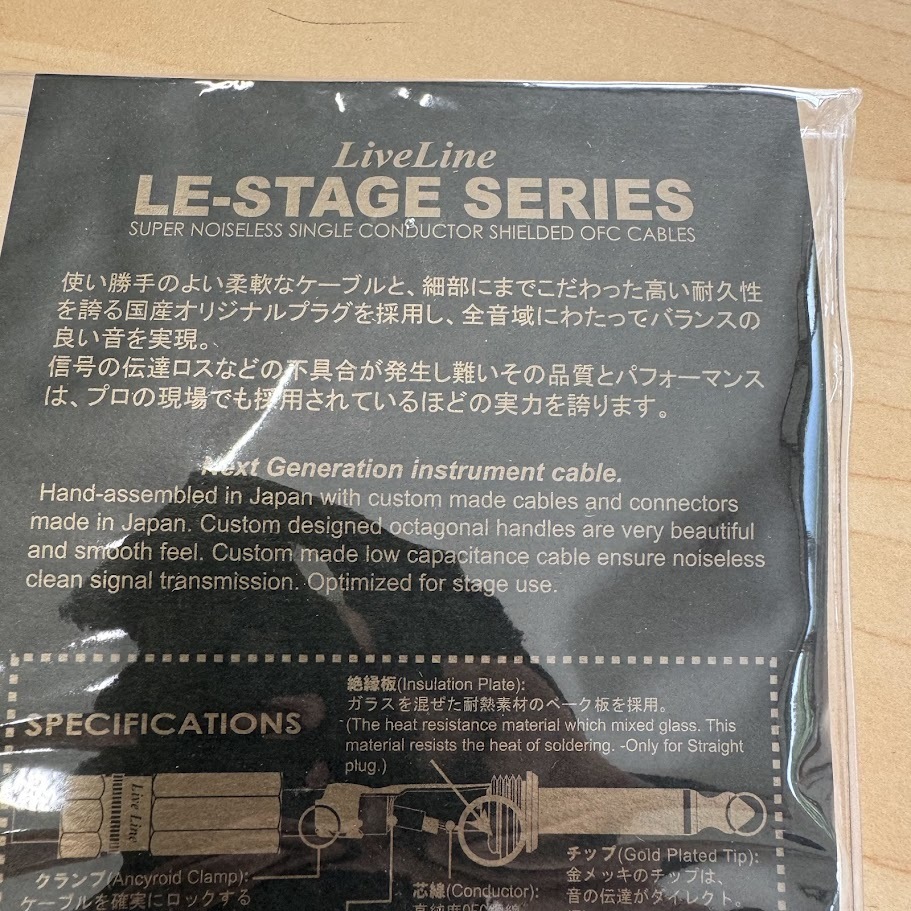 LiveLine
LE-STAGE SERIES
SUPER NOISELESS SINGLE CONDUCTOR SHIELDED OFC CABLES
使い勝手のよい柔軟なケーブルと、細部にまでこだわった高い耐久性
を誇る国産オリジナルプラグを採用し、全音域にわたってバランスの
良い音を実現。
信号の伝達ロスなどの不具合が発生し難いその品質とパフォーマンス
は、プロの現場でも採用されているほどの実力を誇ります。
Next Generation instrument cable.
Hand-assembled in Japan with custom made cables and connectors
made in Japan. Custom designed octagonal handles are very beautiful
and smooth feel. Custom made low capacitance cable ensure noiseless
clean signal transmission. Optimized for stage use.
SPECIFICATIONS
絶縁板(Insulation Plate):
ガラスを混ぜた耐熱素材のベーク板を採用。
(The heat resistance material which mixed glass. This
material resists the heat of soldering. -Only for Straight
plug.)
Live Line
クランプ(Ancyroid Clamp):
ケーブルを確実にロックする
芯線(Conductor):
チップ(Gold Plated Tip):
金メッキのチップは、
音の伝達がダイレクト。